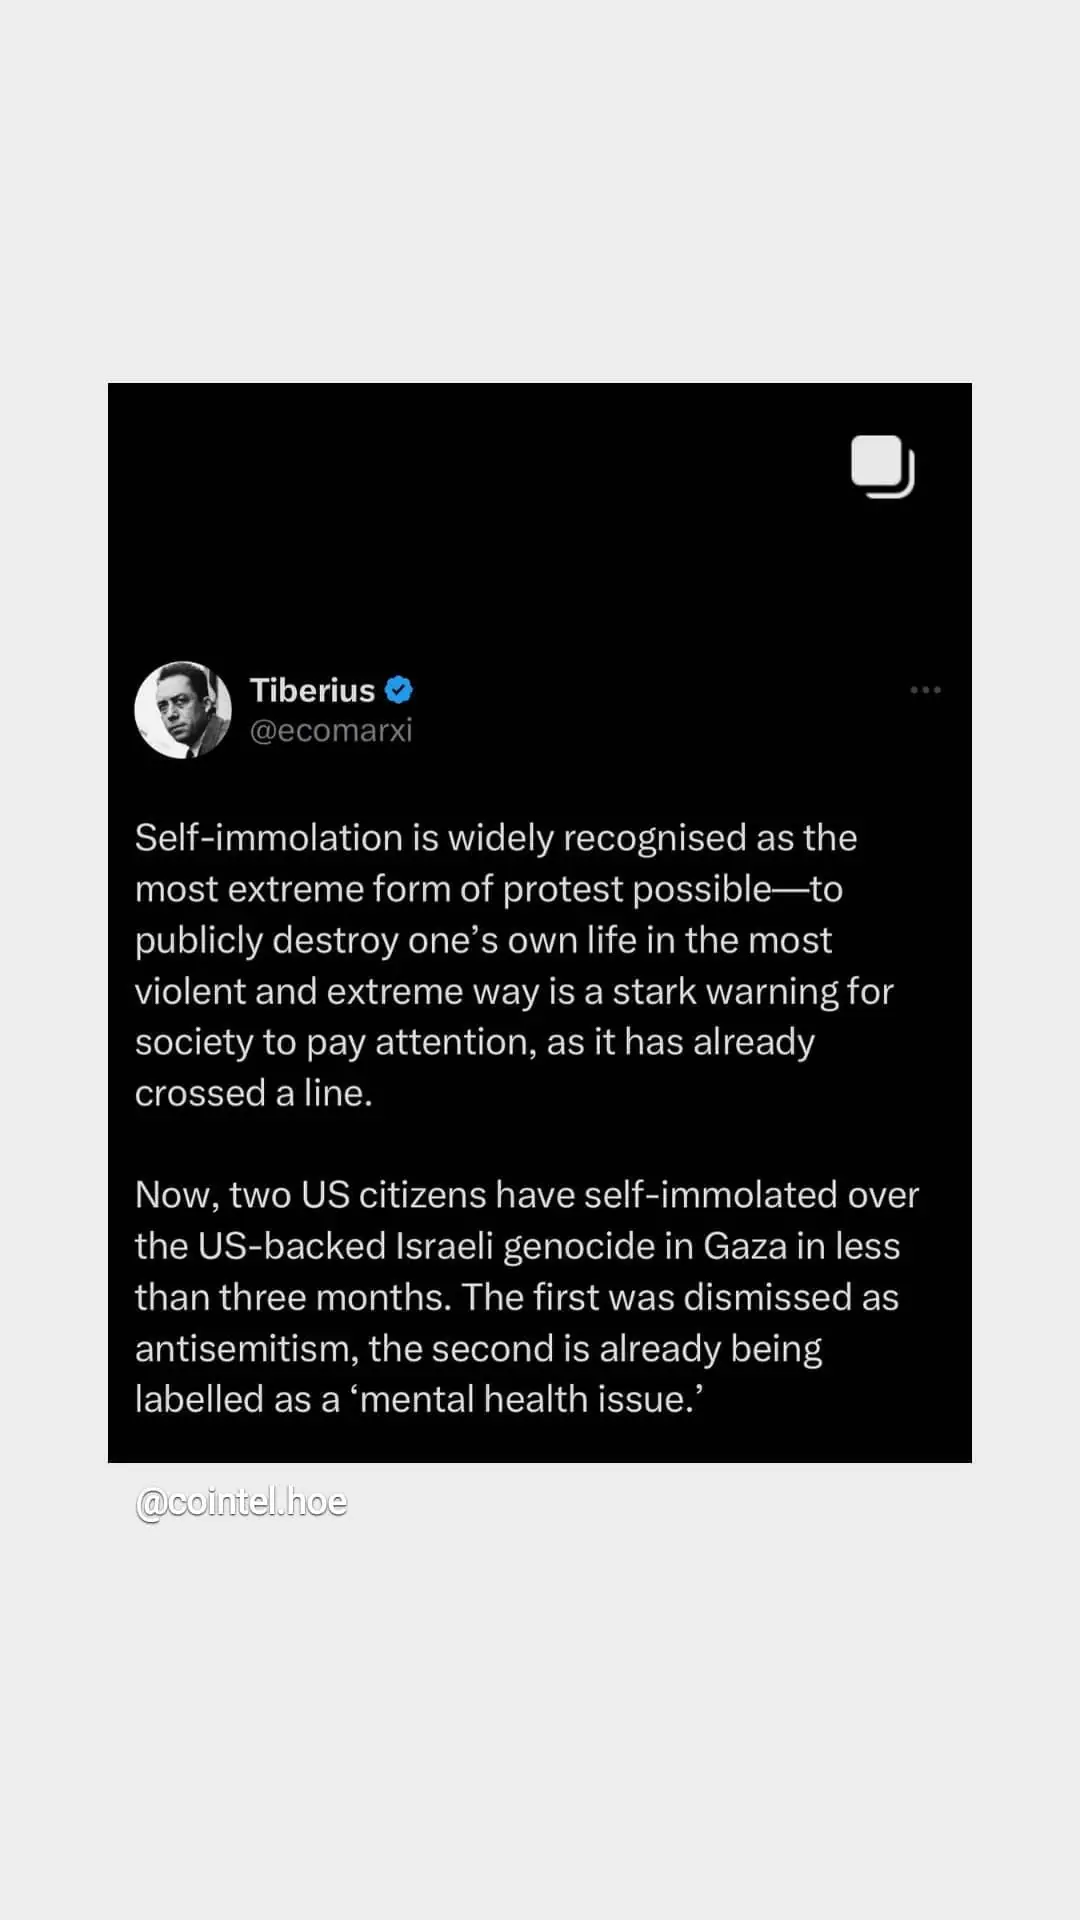 Tiberius
@ecomarxi
Self-immolation is widely recognised as the
most extreme form of protest possible—to
publicly destroy one’s own life in the most
violent and extreme way is a stark warning for
society to pay attention, as it has already
crossed a line.
Now, two US citizens have self-immolated over
the US-backed Israeli genocide in Gaza in less
than three months. The first was dismissed as
antisemitism, the second is already being
labelled as a ‘mental health issue.’
@cointel.hoe